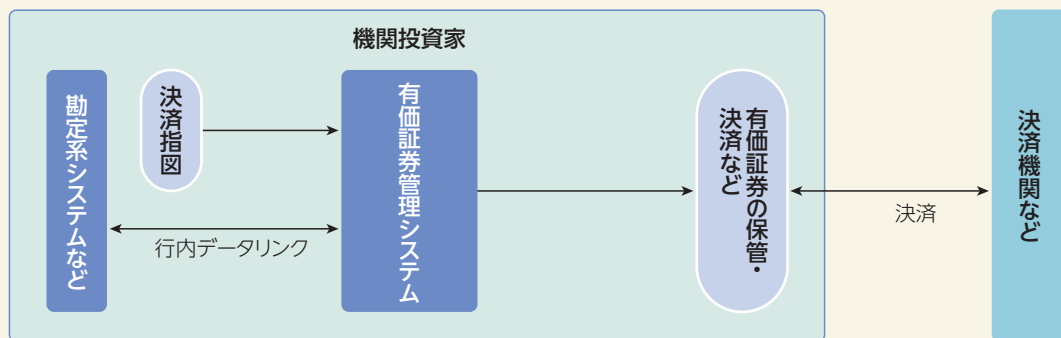 機関投資家
勘定系システムなど
決済指図
行内データリンク
有価証券管理システム
有価証券の保管・
決済など
決済
決済機関など